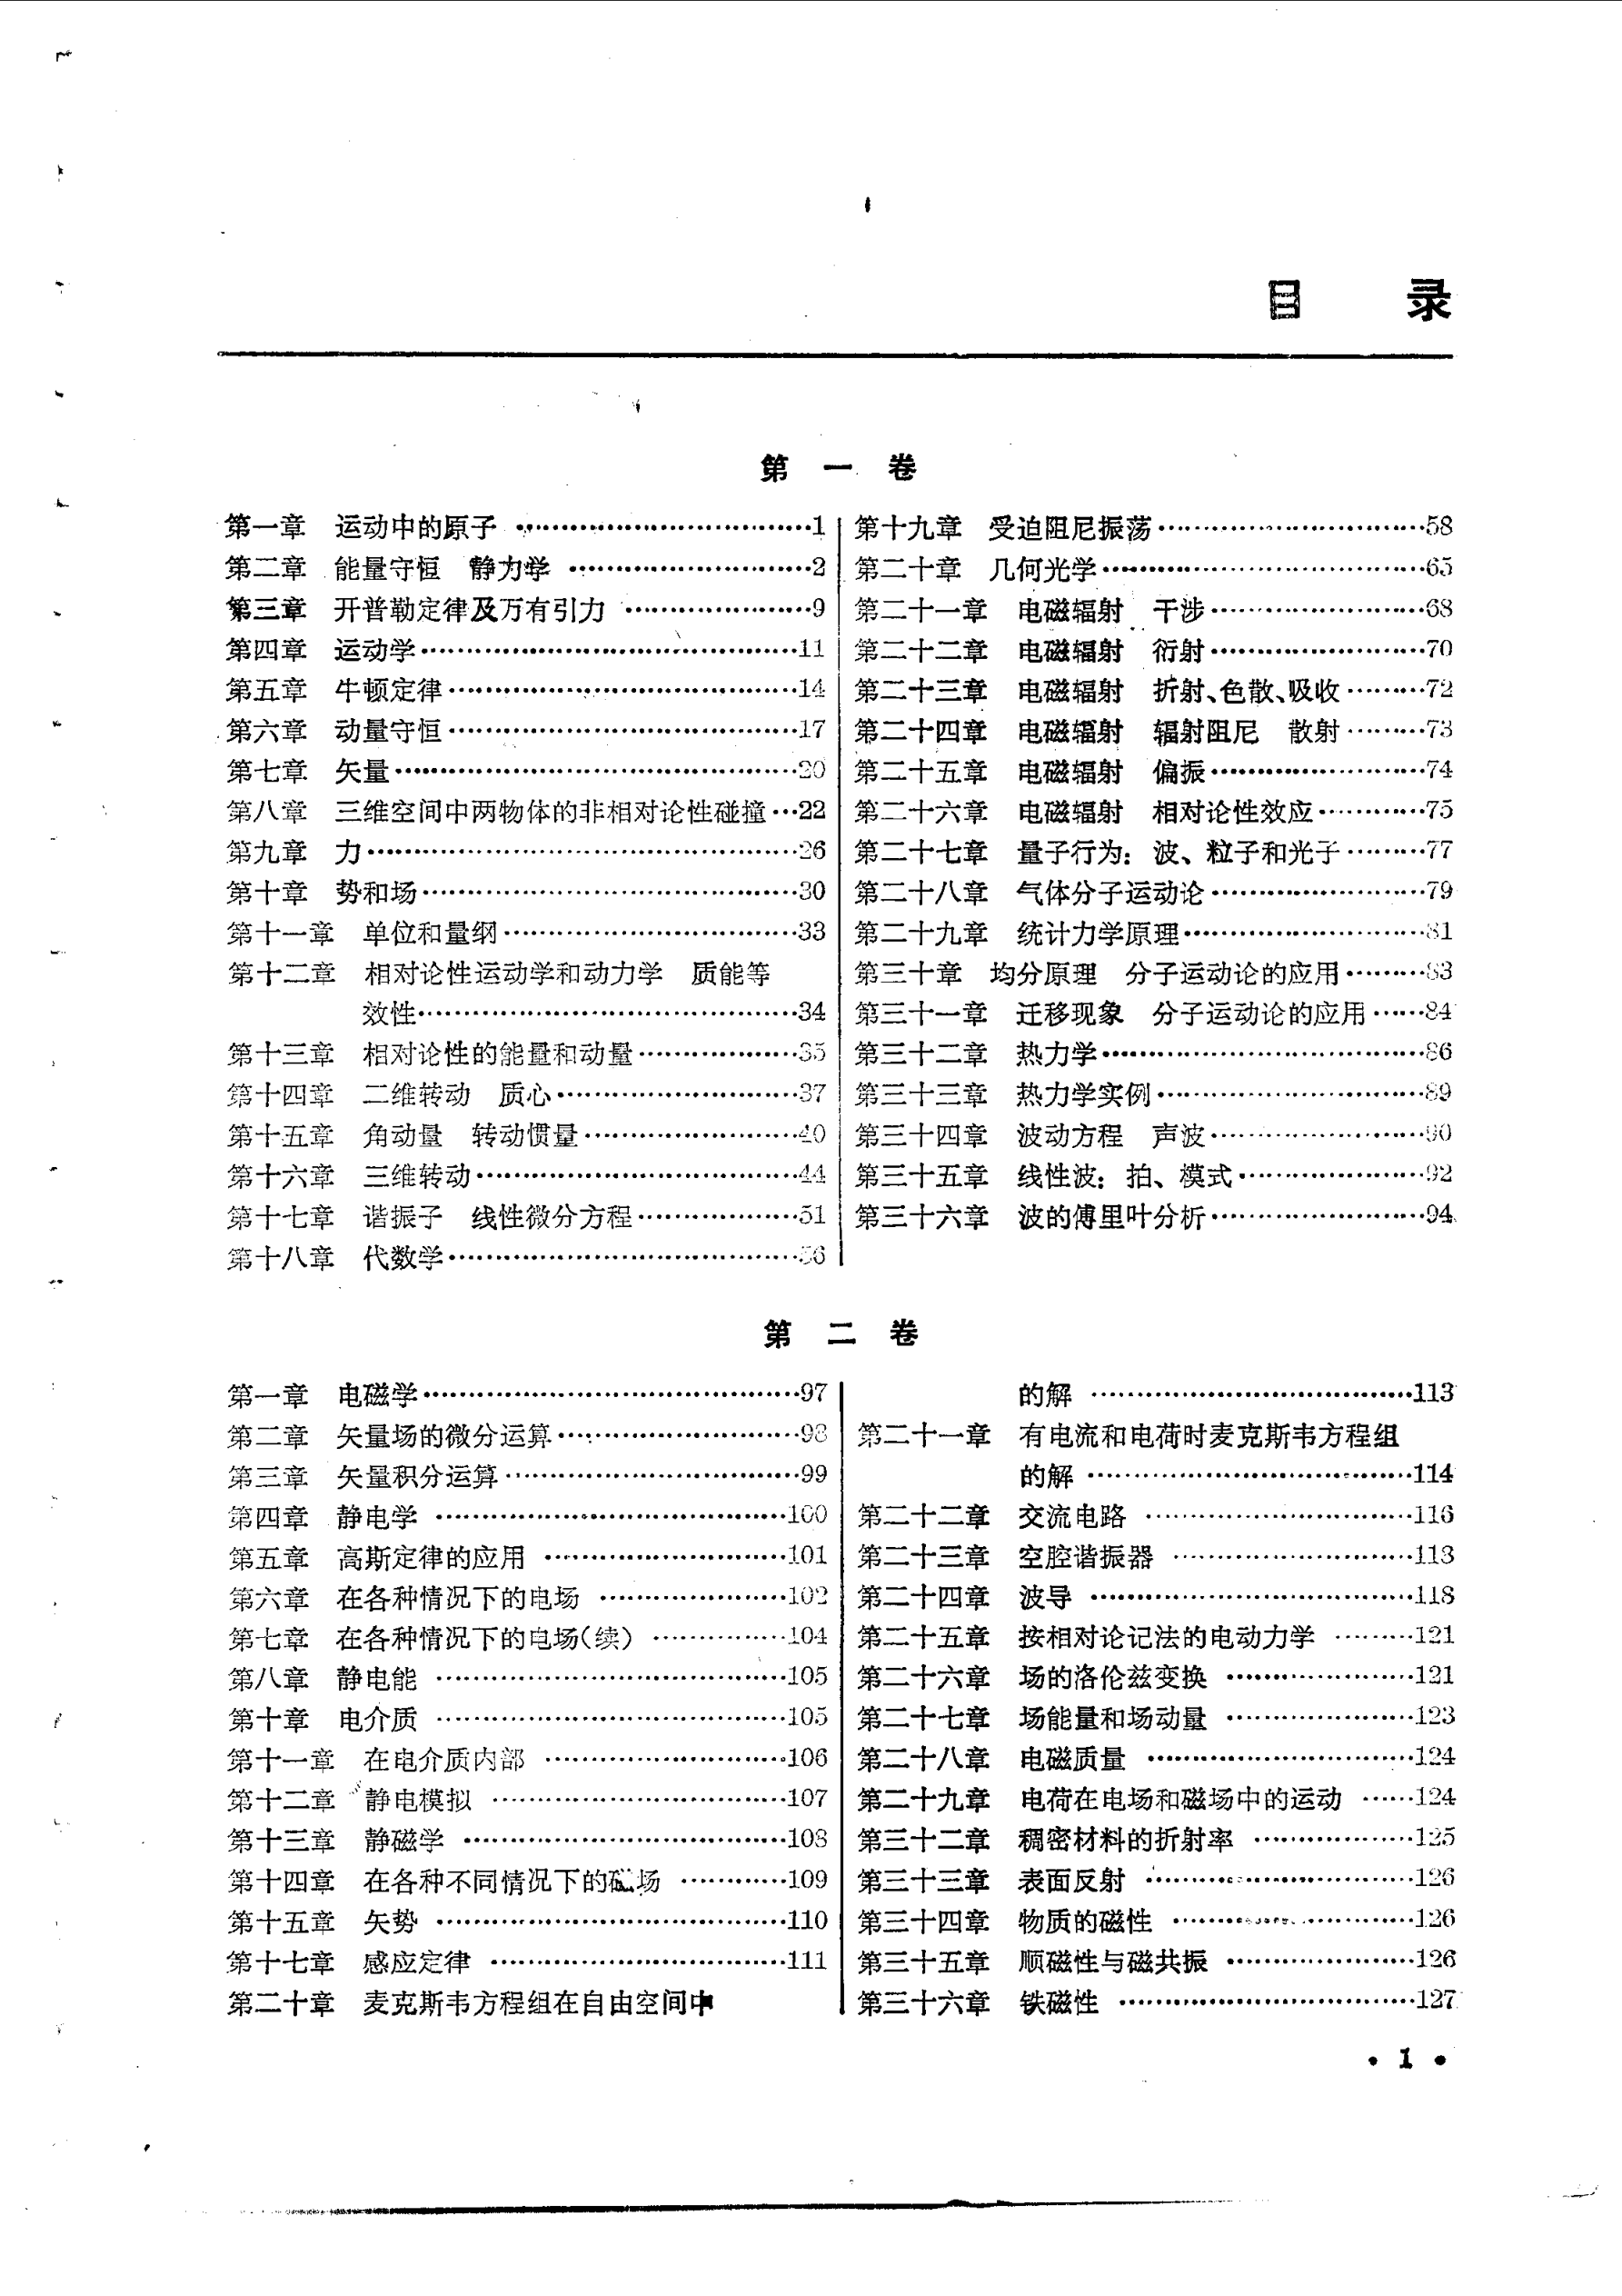 目 录
第 一 卷
第一章 运动中的原子 ……………………………1
第二章 能量守恒 静力学 ………………………2
第三章 开普勒定律及万有引力 …………………9
第四章 运动学……………………………………11
第五章 牛顿定律…………………………………14
第六章 动量守恒…………………………………17
第七章 矢量………………………………………20
第八章 三维空间中两物体的非相对论性碰撞…22
第九章 力…………………………………………26
第十章 势和场……………………………………30
第十一章 单位和量纲……………………………33
第十二章 相对论性运动学和动力学 质能等
效性……………………………………34
第十三章 相对论性的能量和动量………………35
第十四章 二维转动 质心………………………37
第十五章 角动量 转动惯量……………………40
第十六章 三维转动………………………………44
第十七章 谐振子 线性微分方程………………51
第十八章 代数学…………………………………56
第十九章 受迫阻尼振荡…………………………58
第二十章 几何光学………………………………65
第二十一章 电磁辐射 干涉……………………68
第二十二章 电磁辐射 衍射……………………70
第二十三章 电磁辐射 折射、色散、吸收………72
第二十四章 电磁辐射 辐射阻尼 散射………73
第二十五章 电磁辐射 偏振……………………74
第二十六章 电磁辐射 相对论性效应…………75
第二十七章 量子行为：波、粒子和光子………77
第二十八章 气体分子运动论……………………79
第二十九章 统计力学原理………………………81
第三十章 均分原理 分子运动论的应用………83
第三十一章 迁移现象 分子运动论的应用……84
第三十二章 热力学………………………………86
第三十三章 热力学实例…………………………89
第三十四章 波动方程 声波……………………90
第三十五章 线性波：拍、模式…………………92
第三十六章 波的傅里叶分析……………………94
第 二 卷
第一章 电磁学……………………………………97
第二章 矢量场的微分运算………………………98
第三章 矢量积分运算……………………………99
第四章 静电学 …………………………………100
第五章 高斯定律的应用 ………………………101
第六章 在各种情况下的电场 …………………102
第七章 在各种情况下的电场（续） ……………104
第八章 静电能 …………………………………105
第十章 电介质 …………………………………105
第十一章 在电介质内部 ………………………106
第十二章 静电模拟 ……………………………107
第十三章 静磁学 ………………………………108
第十四章 在各种不同情况下的磁场 …………109
第十五章 矢势 …………………………………110
第十七章 感应定律 ……………………………111
第二十章 麦克斯韦方程组在自由空间中
的解 ………………………………113
第二十一章 有电流和电荷时麦克斯韦方程组
的解 ………………………………114
第二十二章 交流电路 …………………………116
第二十三章 空腔谐振器 ………………………118
第二十四章 波导 ………………………………118
第二十五章 按相对论记法的电动力学 ………121
第二十六章 场的洛伦兹变换 …………………121
第二十七章 场能量和场动量 …………………123
第二十八章 电磁质量 …………………………124
第二十九章 电荷在电场和磁场中的运动 ……124
第三十二章 稠密材料的折射率 ………………125
第三十三章 表面反射 …………………………126
第三十四章 物质的磁性 ………………………126
第三十五章 顺磁性与磁共振 …………………126
第三十六章 铁磁性 ……………………………127
• 1 •